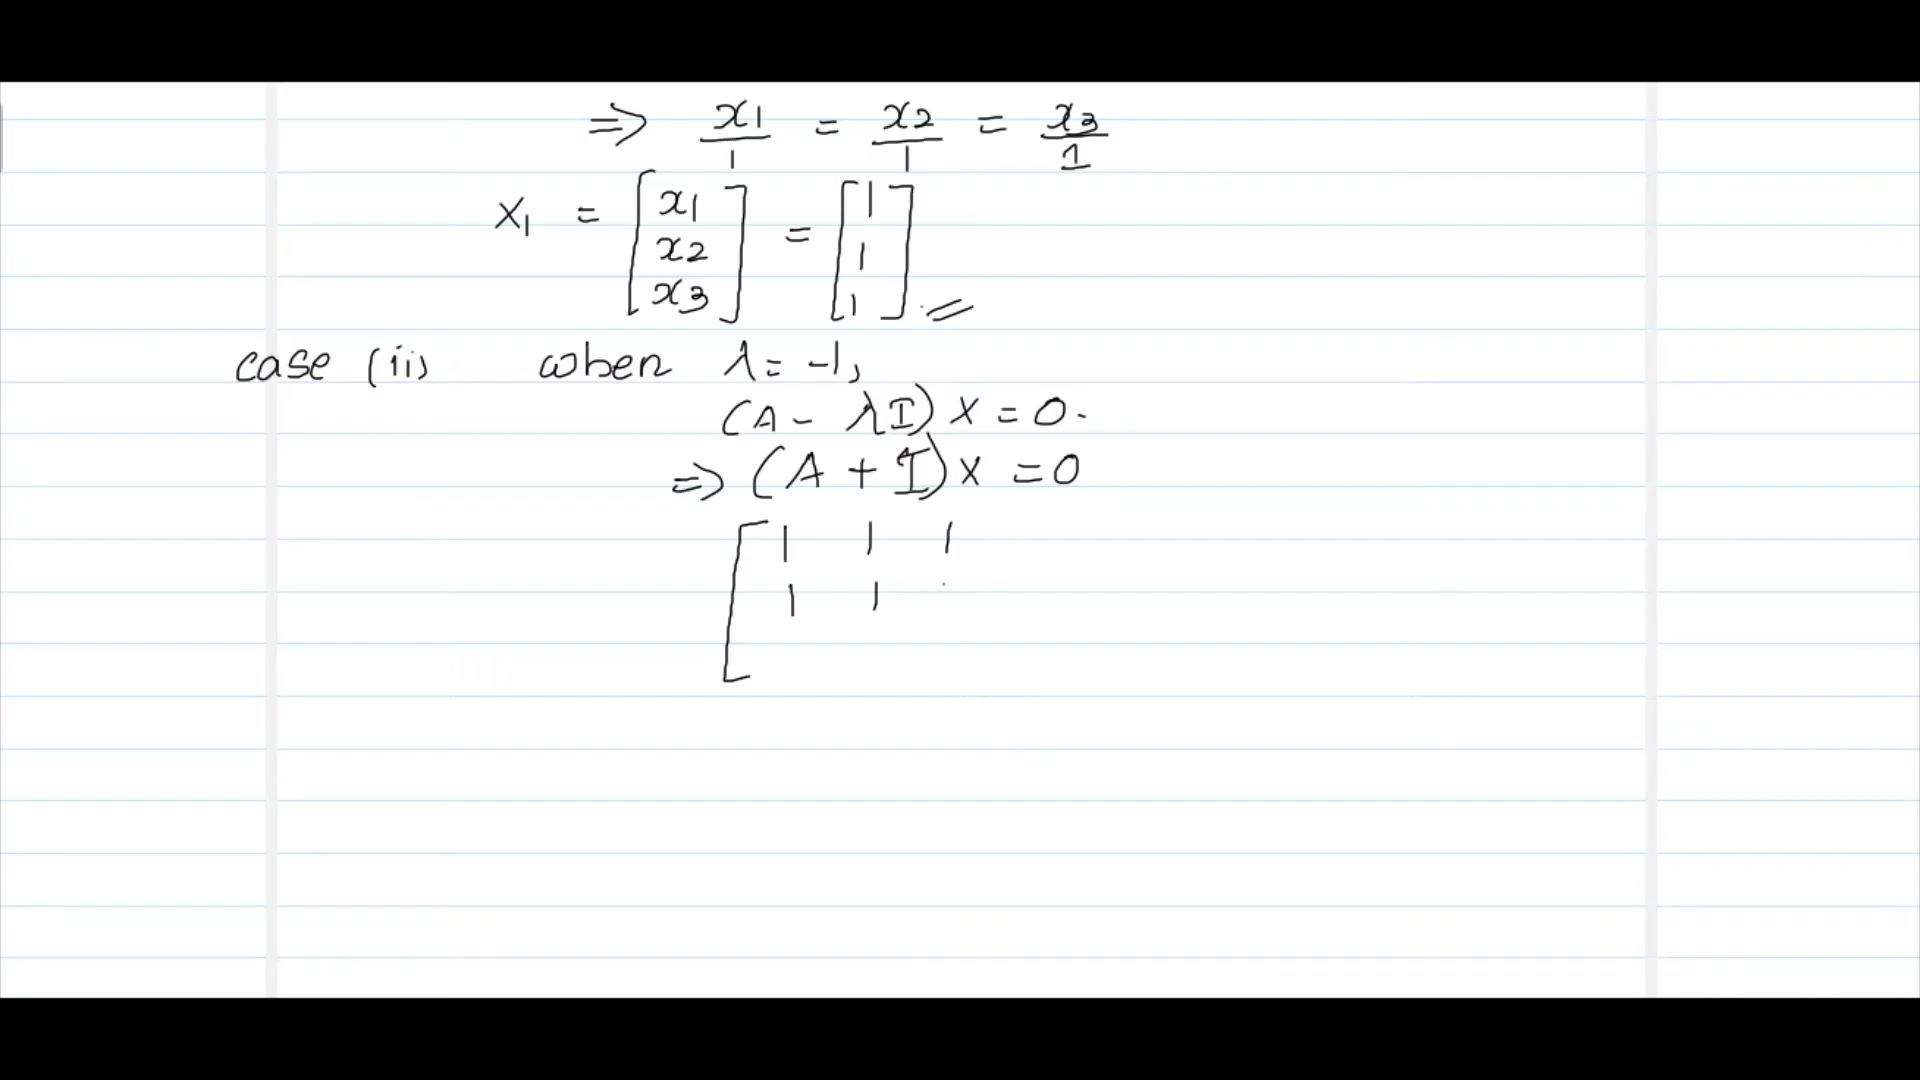 ⇒ x1/1 = x2/1 = x3/1
X1 = [x1 x2 x3] = [1 1 1]
case (ii) when λ = -1,
(A - λI) X = 0.
⇒ (A + I) X = 0
[1 1 1
1 1